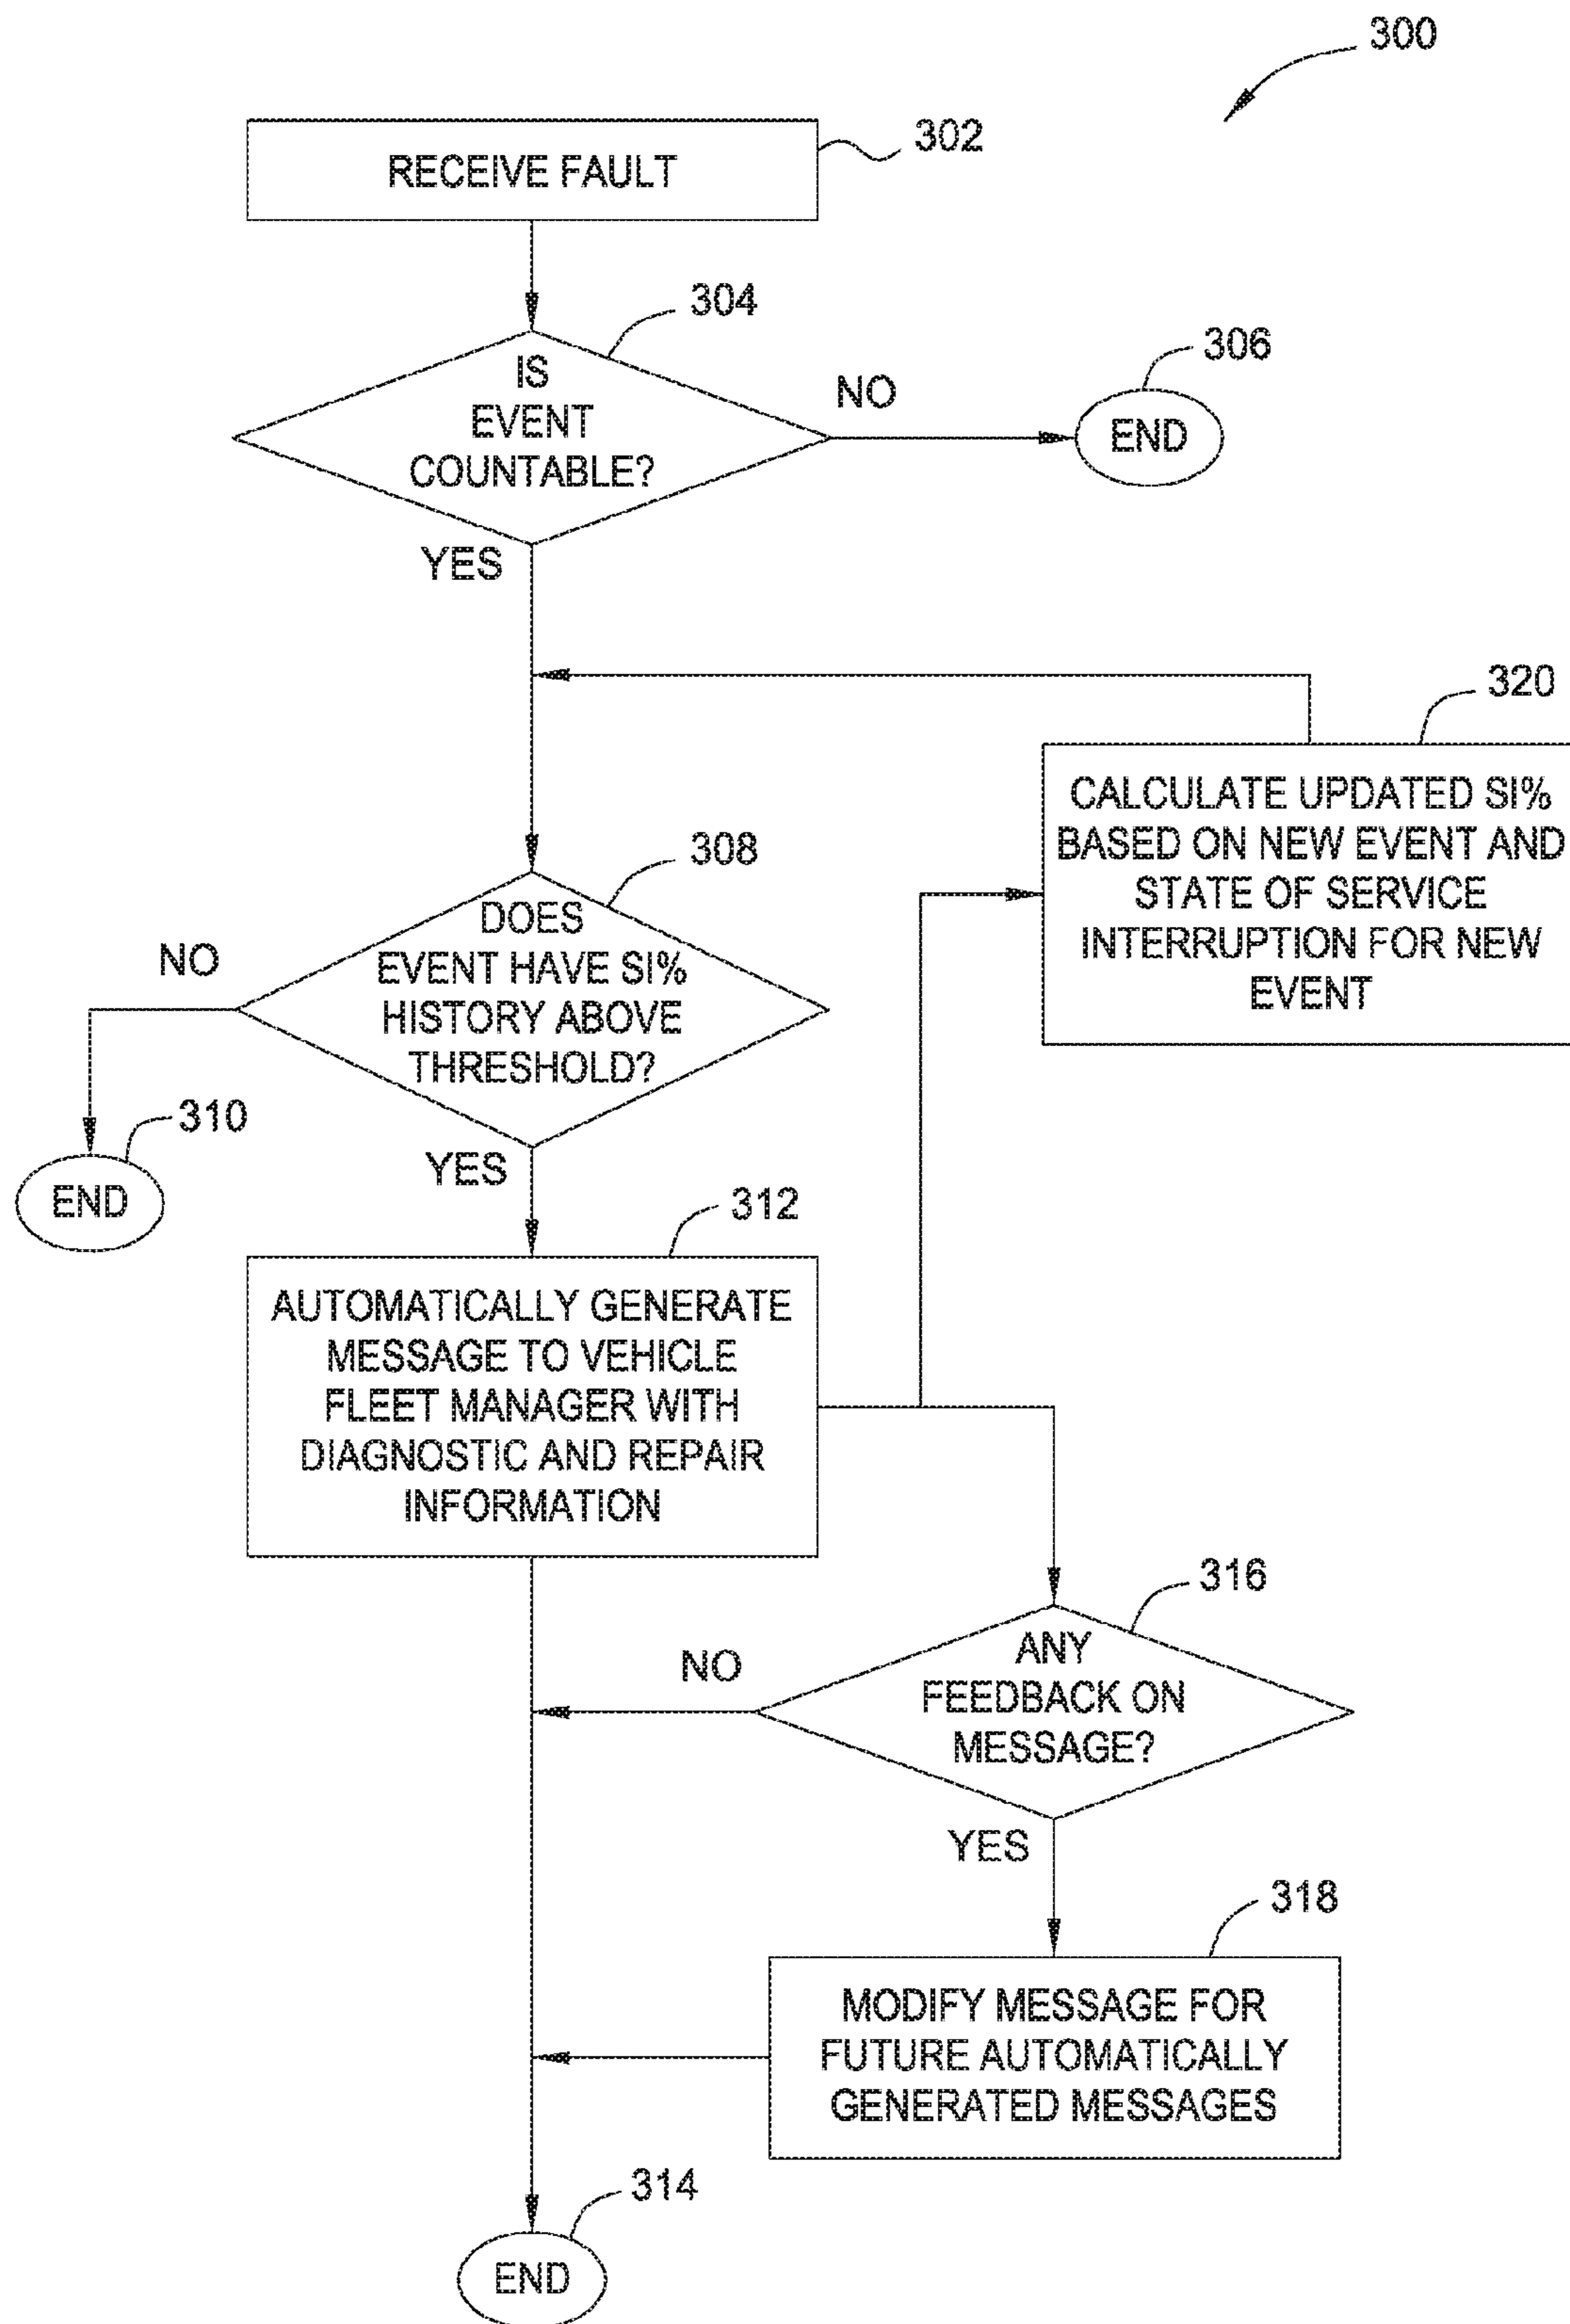 300
302
RECEIVE FAULT
304
IS
EVENT
COUNTABLE?
NO
306
END
YES
320
CALCULATE UPDATED SI%
BASED ON NEW EVENT AND
STATE OF SERVICE
INTERRUPTION FOR NEW
EVENT
308
DOES
EVENT HAVE SI%
HISTORY ABOVE
THRESHOLD?
NO
310
END
YES
312
AUTOMATICALLY GENERATE
MESSAGE TO VEHICLE
FLEET MANAGER WITH
DIAGNOSTIC AND REPAIR
INFORMATION
316
ANY
FEEDBACK ON
MESSAGE?
NO
YES
318
MODIFY MESSAGE FOR
FUTURE AUTOMATICALLY
GENERATED MESSAGES
314
END